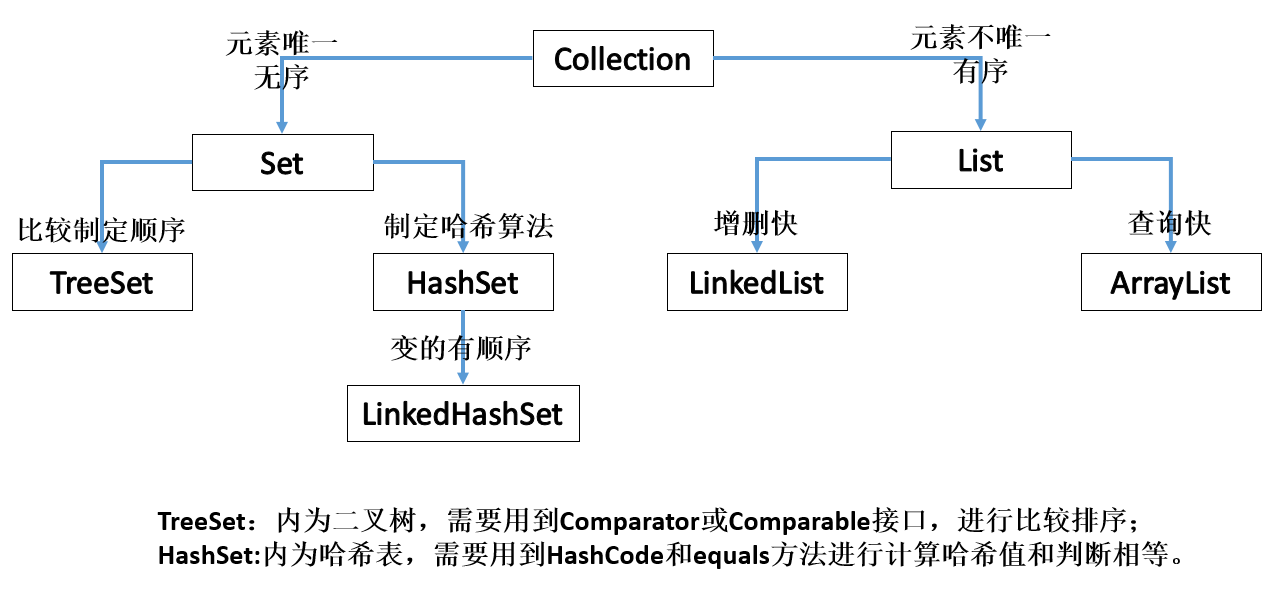 元素唯一
无序
Collection
元素不唯一
有序
Set
List
比较制定顺序
制定哈希算法
增删快
查询快
TreeSet
HashSet
LinkedList
ArrayList
变的有顺序
LinkedHashSet
TreeSet：内为二叉树，需要用到Comparator或Comparable接口，进行比较排序；
HashSet:内为哈希表，需要用到HashCode和equals方法进行计算哈希值和判断相等。